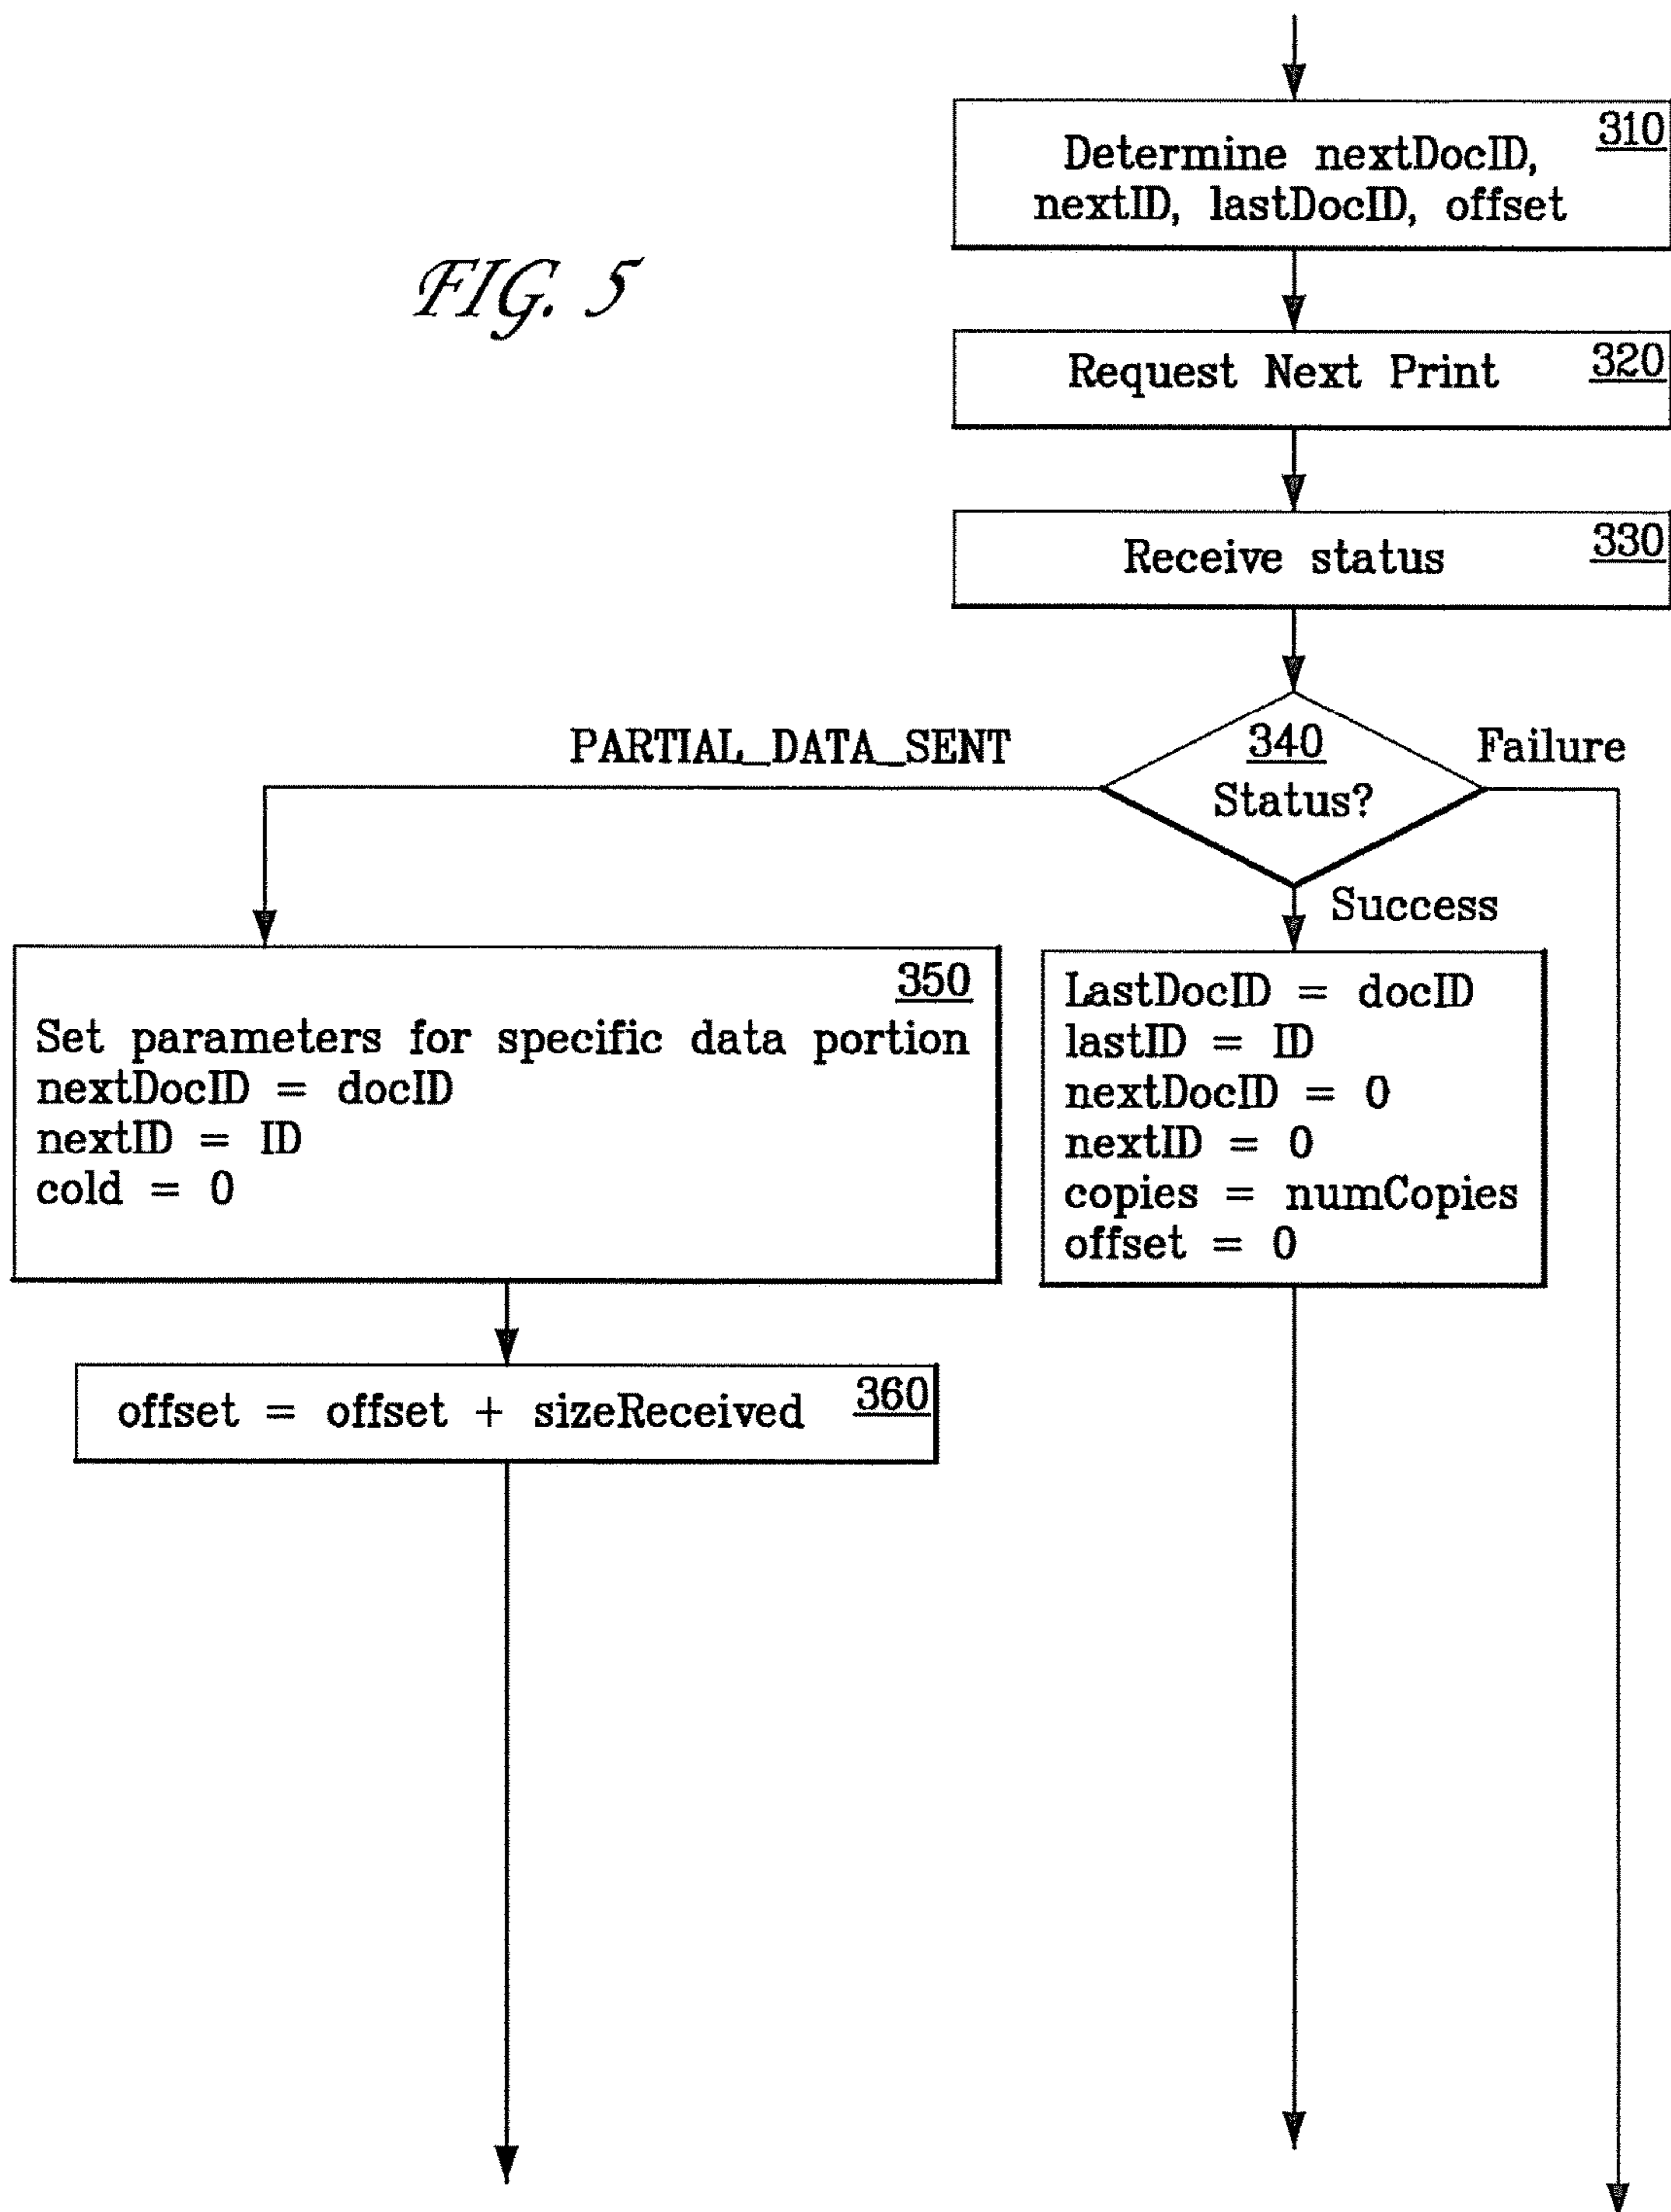 310
Determine nextDocID,
nextID, lastDocID, offset
FIG. 5
Request Next Print 320
Receive status 330
PARTIAL_DATA_SENT
340
Status?
Failure
Success
350
Set parameters for specific data portion
nextDocID = docID
nextID = ID
cold = 0
LastDocID = docID
lastID = ID
nextDocID = 0
nextID = 0
copies = numCopies
offset = 0
offset = offset + sizeReceived 360